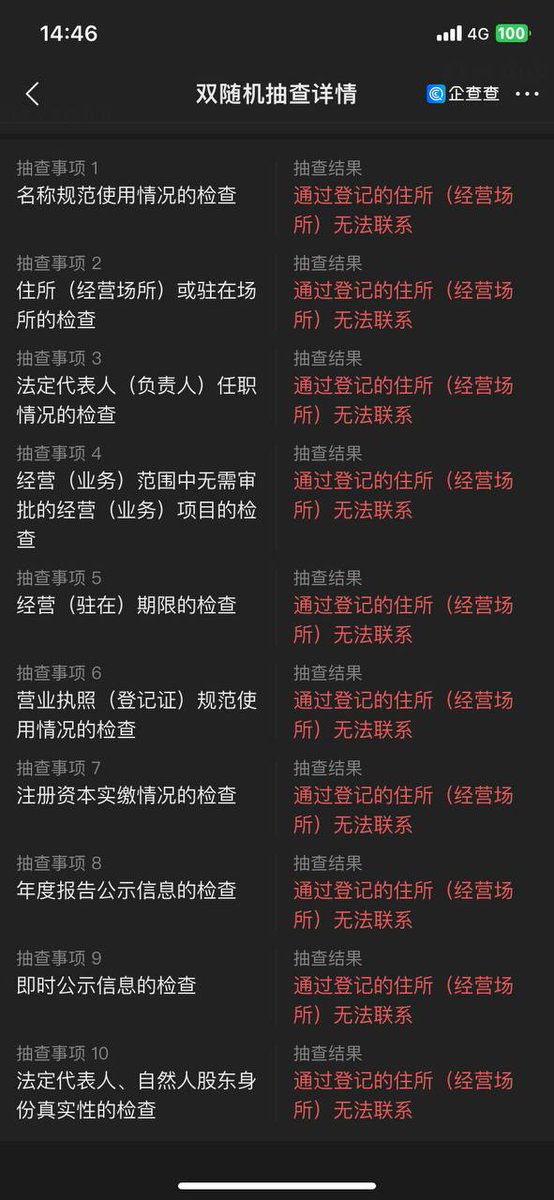 14:46 4G 100
双随机抽查详情 企查查
抽查事项 1 抽查结果
名称规范使用情况的检查 通过登记的住所（经营场
所）无法联系
抽查事项 2 抽查结果
住所（经营场所）或驻在场 通过登记的住所（经营场
所的检查 所）无法联系
抽查事项 3 抽查结果
法定代表人（负责人）任职 通过登记的住所（经营场
情况的检查 所）无法联系
抽查事项 4 抽查结果
经营（业务）范围中无需审 通过登记的住所（经营场
批的经营（业务）项目的检 所）无法联系
查
抽查事项 5 抽查结果
经营（驻在）期限的检查 通过登记的住所（经营场
所）无法联系
抽查事项 6 抽查结果
营业执照（登记证）规范使 通过登记的住所（经营场
用情况的检查 所）无法联系
抽查事项 7 抽查结果
注册资本实缴情况的检查 通过登记的住所（经营场
所）无法联系
抽查事项 8 抽查结果
年度报告公示信息的检查 通过登记的住所（经营场
所）无法联系
抽查事项 9 抽查结果
即时公示信息的检查 通过登记的住所（经营场
所）无法联系
抽查事项 10 抽查结果
法定代表人、自然人股东身 通过登记的住所（经营场
份真实性的检查 所）无法联系